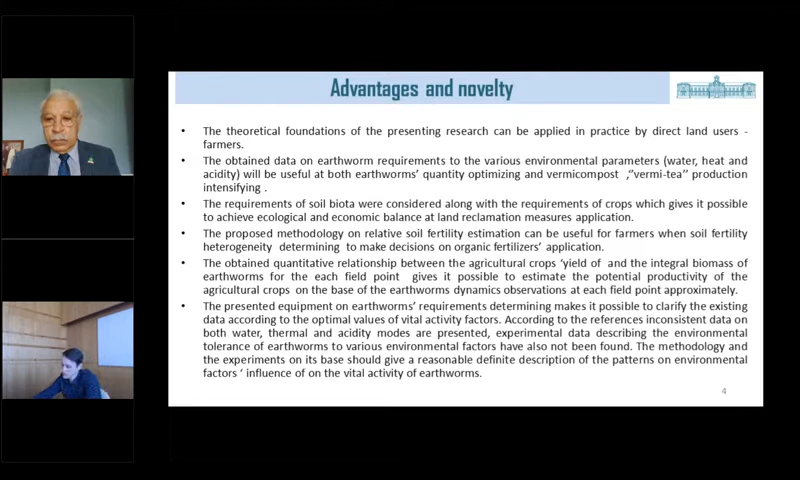 Advantages and novelty
• The theoretical foundations of the presenting research can be applied in practice by direct land users -
farmers.
• The obtained data on earthworm requirements to the various environmental parameters (water, heat and
acidity) will be useful at both earthworms’ quantity optimizing and vermicompost ,‘’vermi-tea’’ production
intensifying .
• The requirements of soil biota were considered along with the requirements of crops which gives it possible
to achieve ecological and economic balance at land reclamation measures application.
• The proposed methodology on relative soil fertility estimation can be useful for farmers when soil fertility
heterogeneity determining to make decisions on organic fertilizers’ application.
• The obtained quantitative relationship between the agricultural crops ‘yield of and the integral biomass of
earthworms for the each field point gives it possible to estimate the potential productivity of the
agricultural crops on the base of the earthworms dynamics observations at each field point approximately.
• The presented equipment on earthworms’ requirements determining makes it possible to clarify the existing
data according to the optimal values of vital activity factors. According to the references inconsistent data on
both water, thermal and acidity modes are presented, experimental data describing the environmental
tolerance of earthworms to various environmental factors have also not been found. The methodology and
the experiments on its base should give a reasonable definite description of the patterns on environmental
factors ‘ influence of on the vital activity of earthworms.
4